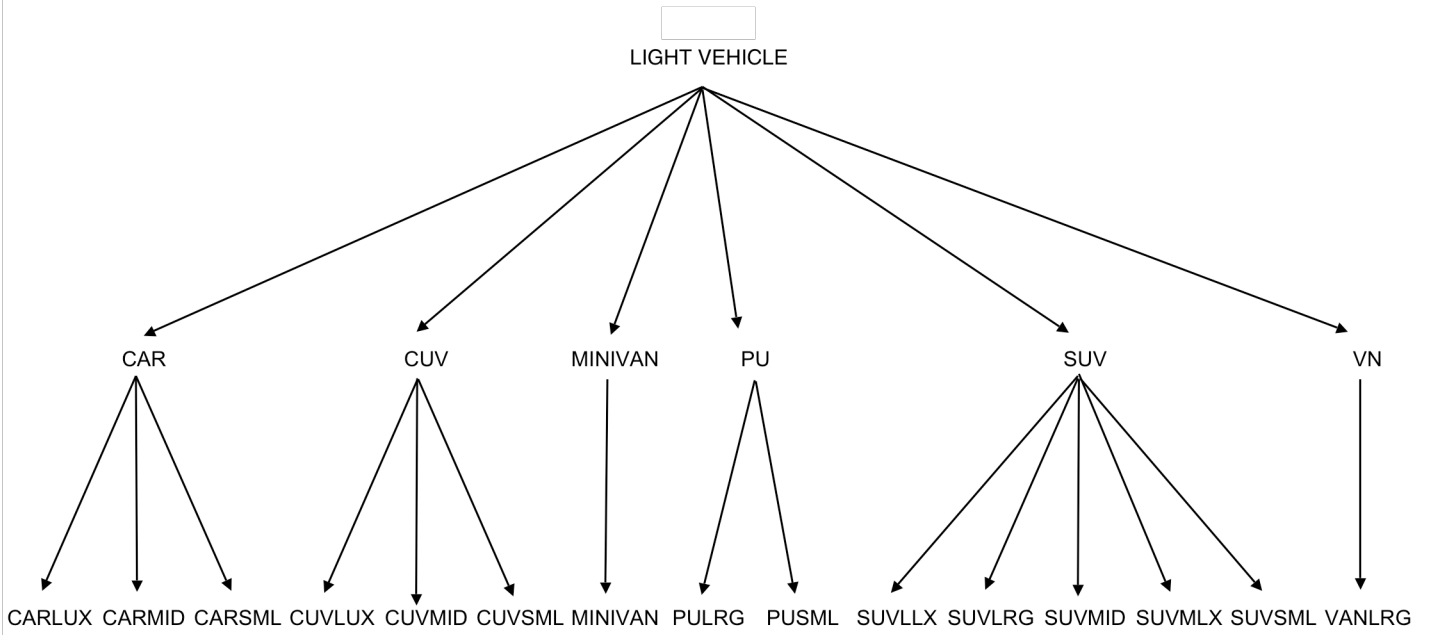 LIGHT VEHICLE
CAR CUV MINIVAN PU SUV VN
CARLUX CARMID CARSML CUVLUX CUVMID CUVSML MINIVAN PULRG PUSML SUVLLX SUVLRG SUVMID SUVMLX SUVSML VANLRG